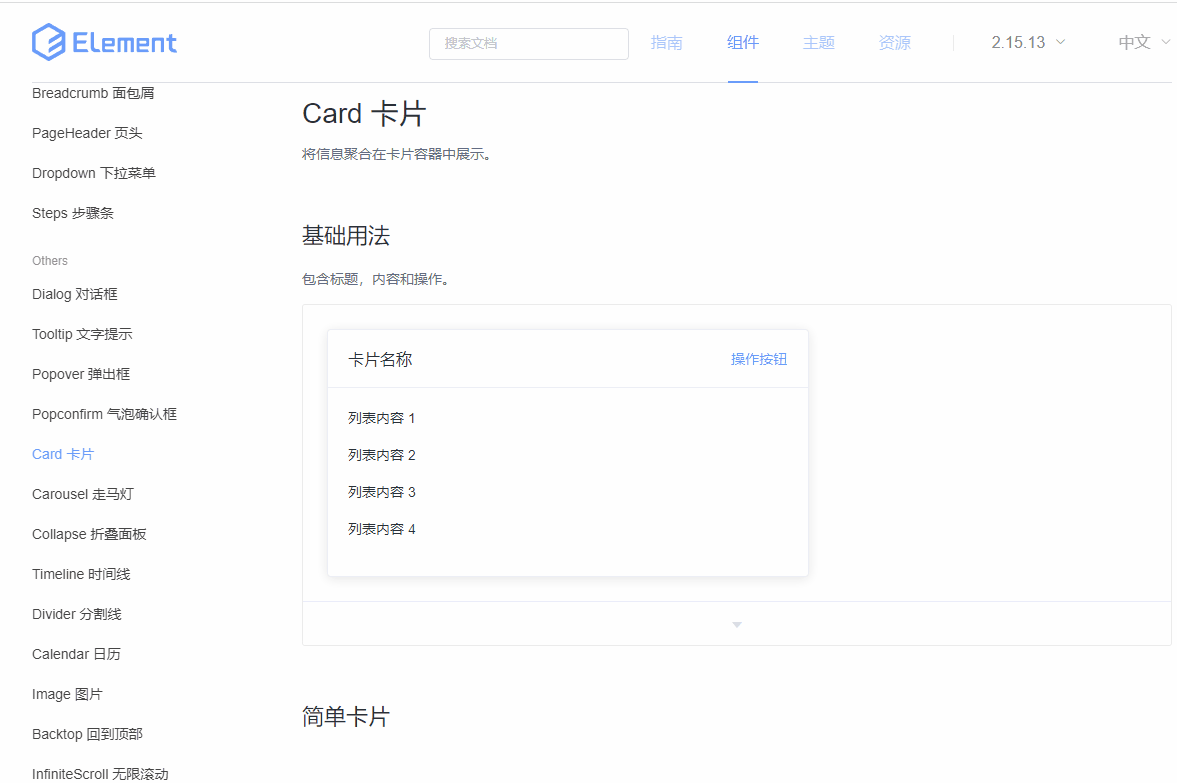 Element
搜索文档
指南
组件
主题
资源
2.15.13
中文
Breadcrumb 面包屑
PageHeader 页头
Dropdown 下拉菜单
Steps 步骤条
Others
Dialog 对话框
Tooltip 文字提示
Popover 弹出框
Popconfirm 气泡确认框
Card 卡片
Carousel 走马灯
Collapse 折叠面板
Timeline 时间线
Divider 分割线
Calendar 日历
Image 图片
Backtop 回到顶部
InfiniteScroll 无限滚动
Card 卡片
将信息聚合在卡片容器中展示。
基础用法
包含标题，内容和操作。
卡片名称
操作按钮
列表内容 1
列表内容 2
列表内容 3
列表内容 4
简单卡片